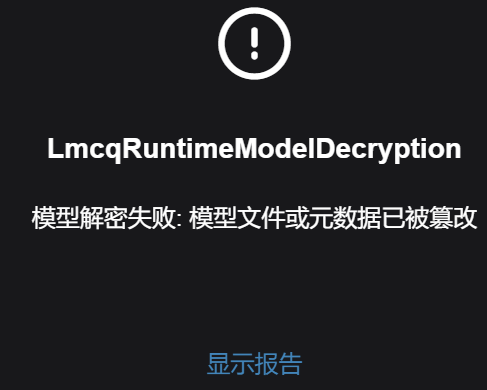 LmcqRuntimeModelDecryption
模型解密失败: 模型文件或元数据已被篡改
显示报告